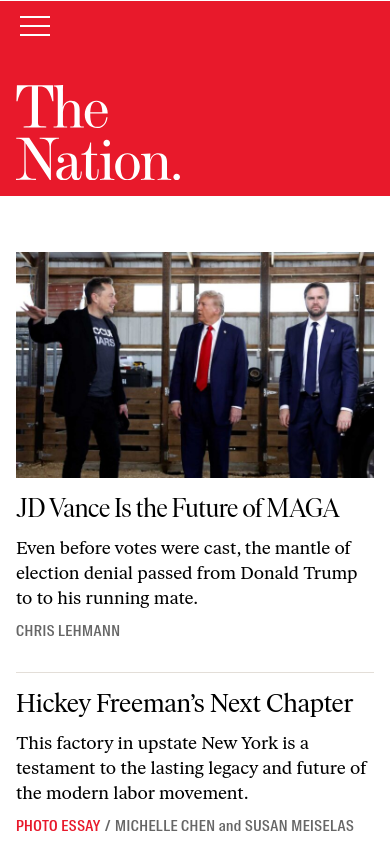 The
Nation.
OCCUPY
MARS
JD Vance Is the Future of MAGA
Even before votes were cast, the mantle of
election denial passed from Donald Trump
to to his running mate.
CHRIS LEHMANN
Hickey Freeman’s Next Chapter
This factory in upstate New York is a
testament to the lasting legacy and future of
the modern labor movement.
PHOTO ESSAY / MICHELLE CHEN and SUSAN MEISELAS